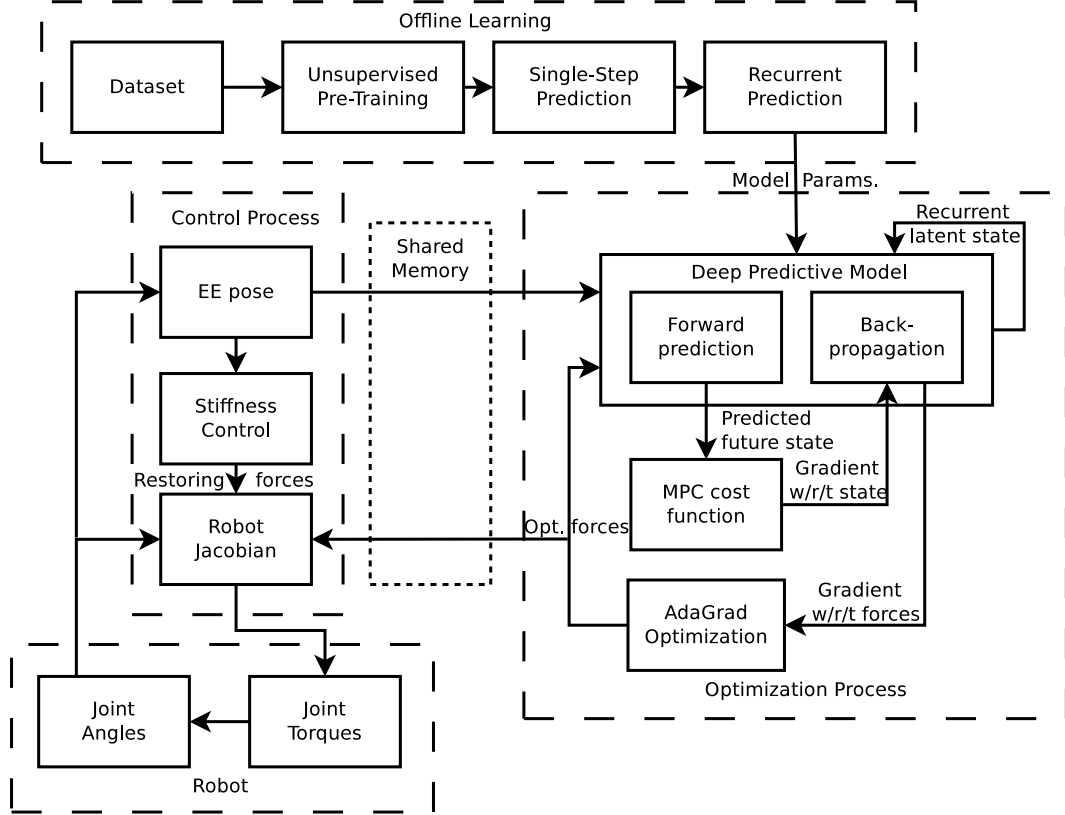 Offline Learning
Dataset
Unsupervised
Pre-Training
Single-Step
Prediction
Recurrent
Prediction
Model Params.
Control Process
EE pose
Stiffness
Control
Restoring forces
Robot
Jacobian
Shared
Memory
Recurrent
latent state
Deep Predictive Model
Forward
prediction
Back-
propagation
Predicted
future state
Gradient
w/r/t state
MPC cost
function
Opt. forces
AdaGrad
Optimization
Gradient
w/r/t forces
Optimization Process
Joint
Angles
Joint
Torques
Robot